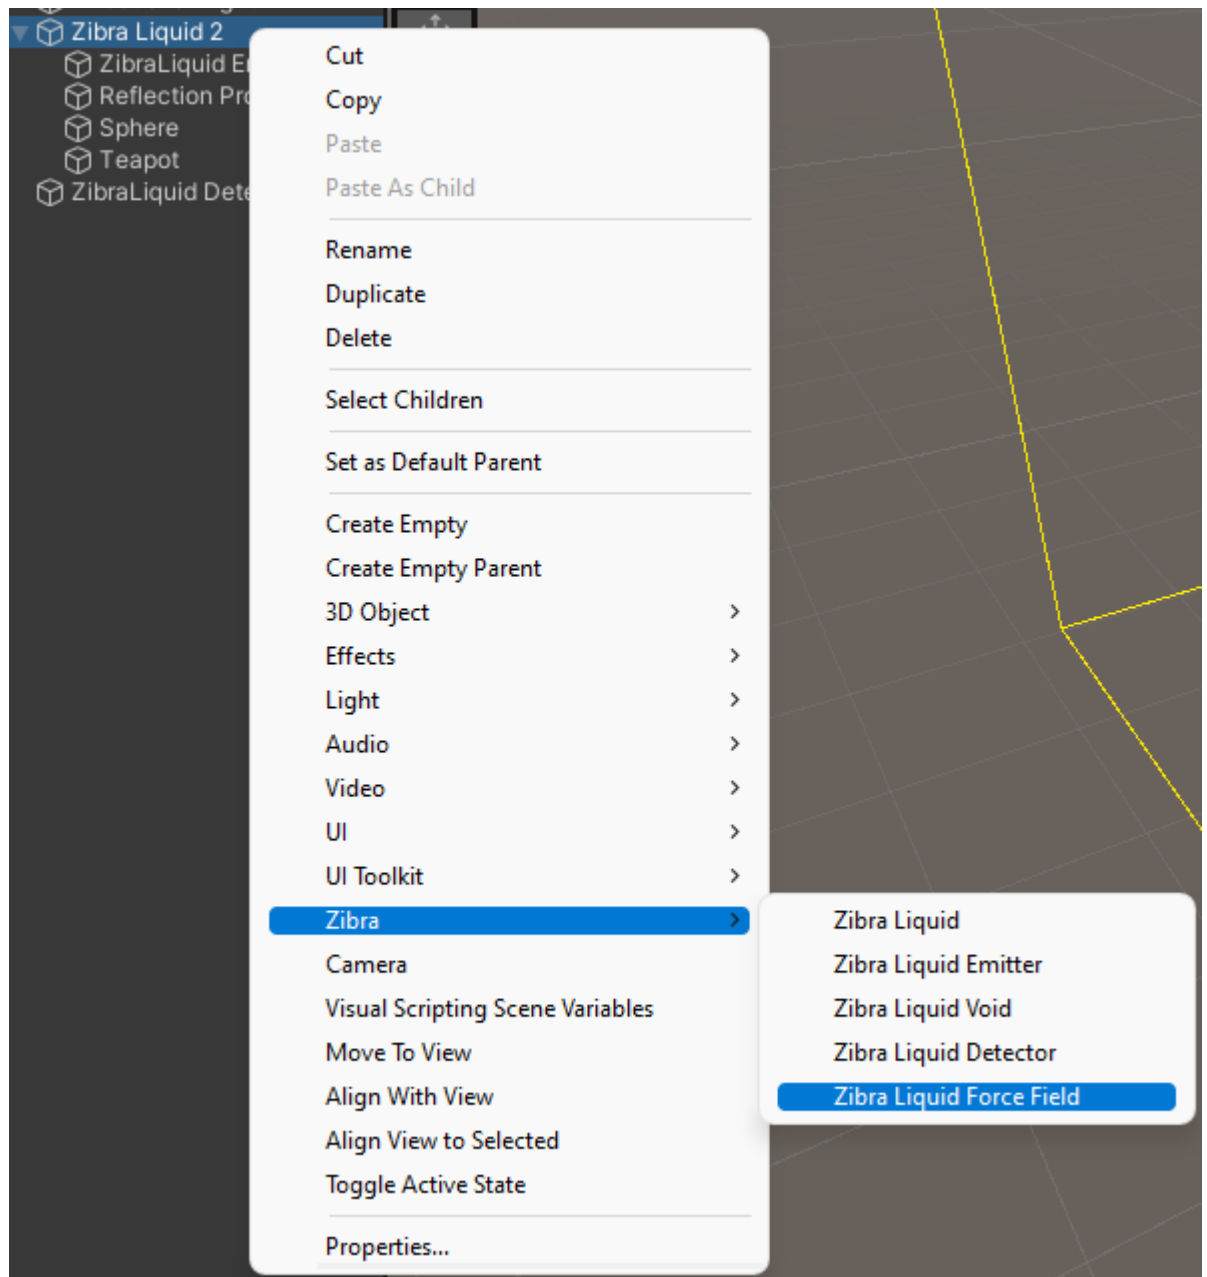 Zibra Liquid 2
ZibraLiquid
Reflection
Sphere
Teapot
ZibraLiquid
Cut
Copy
Paste
Paste As Child
Rename
Duplicate
Delete
Select Children
Set as Default Parent
Create Empty
Create Empty Parent
3D Object
Effects
Light
Audio
Video
UI
UI Toolkit
Zibra
Camera
Visual Scripting Scene Variables
Move To View
Align With View
Align View to Selected
Toggle Active State
Properties...
Zibra Liquid
Zibra Liquid Emitter
Zibra Liquid Void
Zibra Liquid Detector
Zibra Liquid Force Field